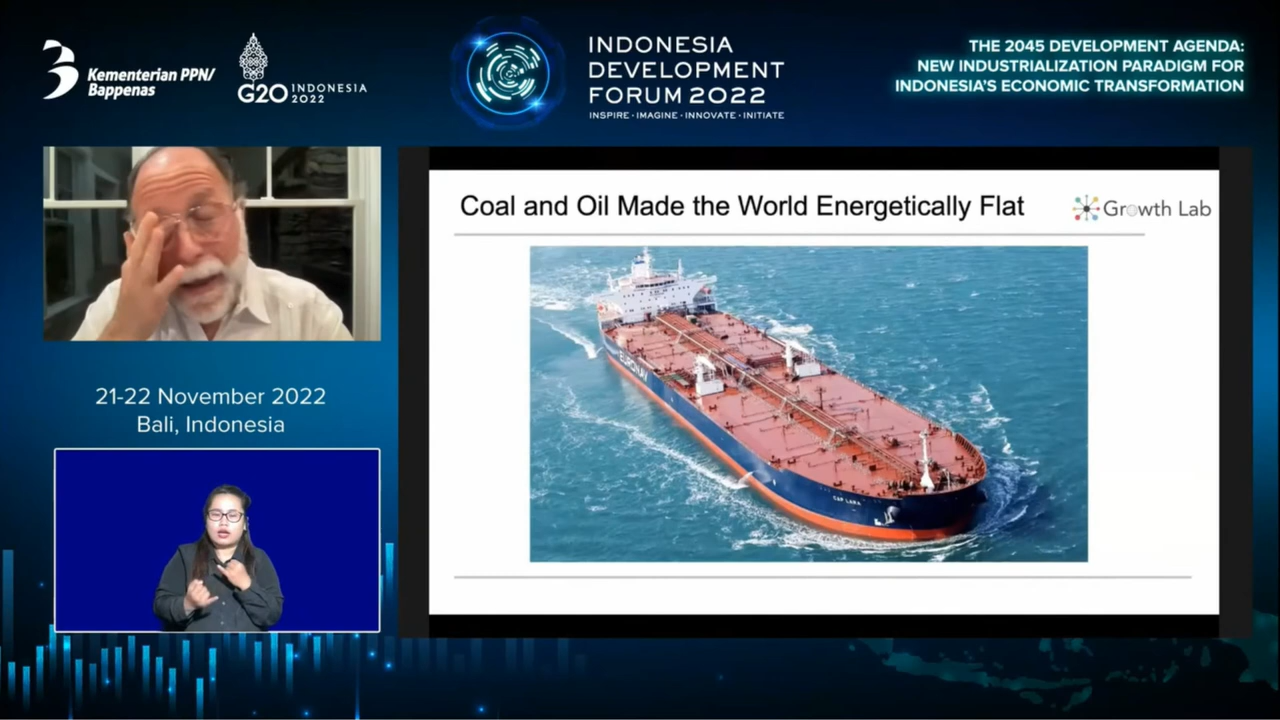 Kementerian PPN/
Bappenas
G20 INDONESIA
2022
INDONESIA
DEVELOPMENT
FORUM 2022
INSPIRE · IMAGINE · INNOVATE · INITIATE
THE 2045 DEVELOPMENT AGENDA:
NEW INDUSTRIALIZATION PARADIGM FOR
INDONESIA'S ECONOMIC TRANSFORMATION
21-22 November 2022
Bali, Indonesia
Coal and Oil Made the World Energetically Flat
Growth Lab
EURONAV
CAP LARA